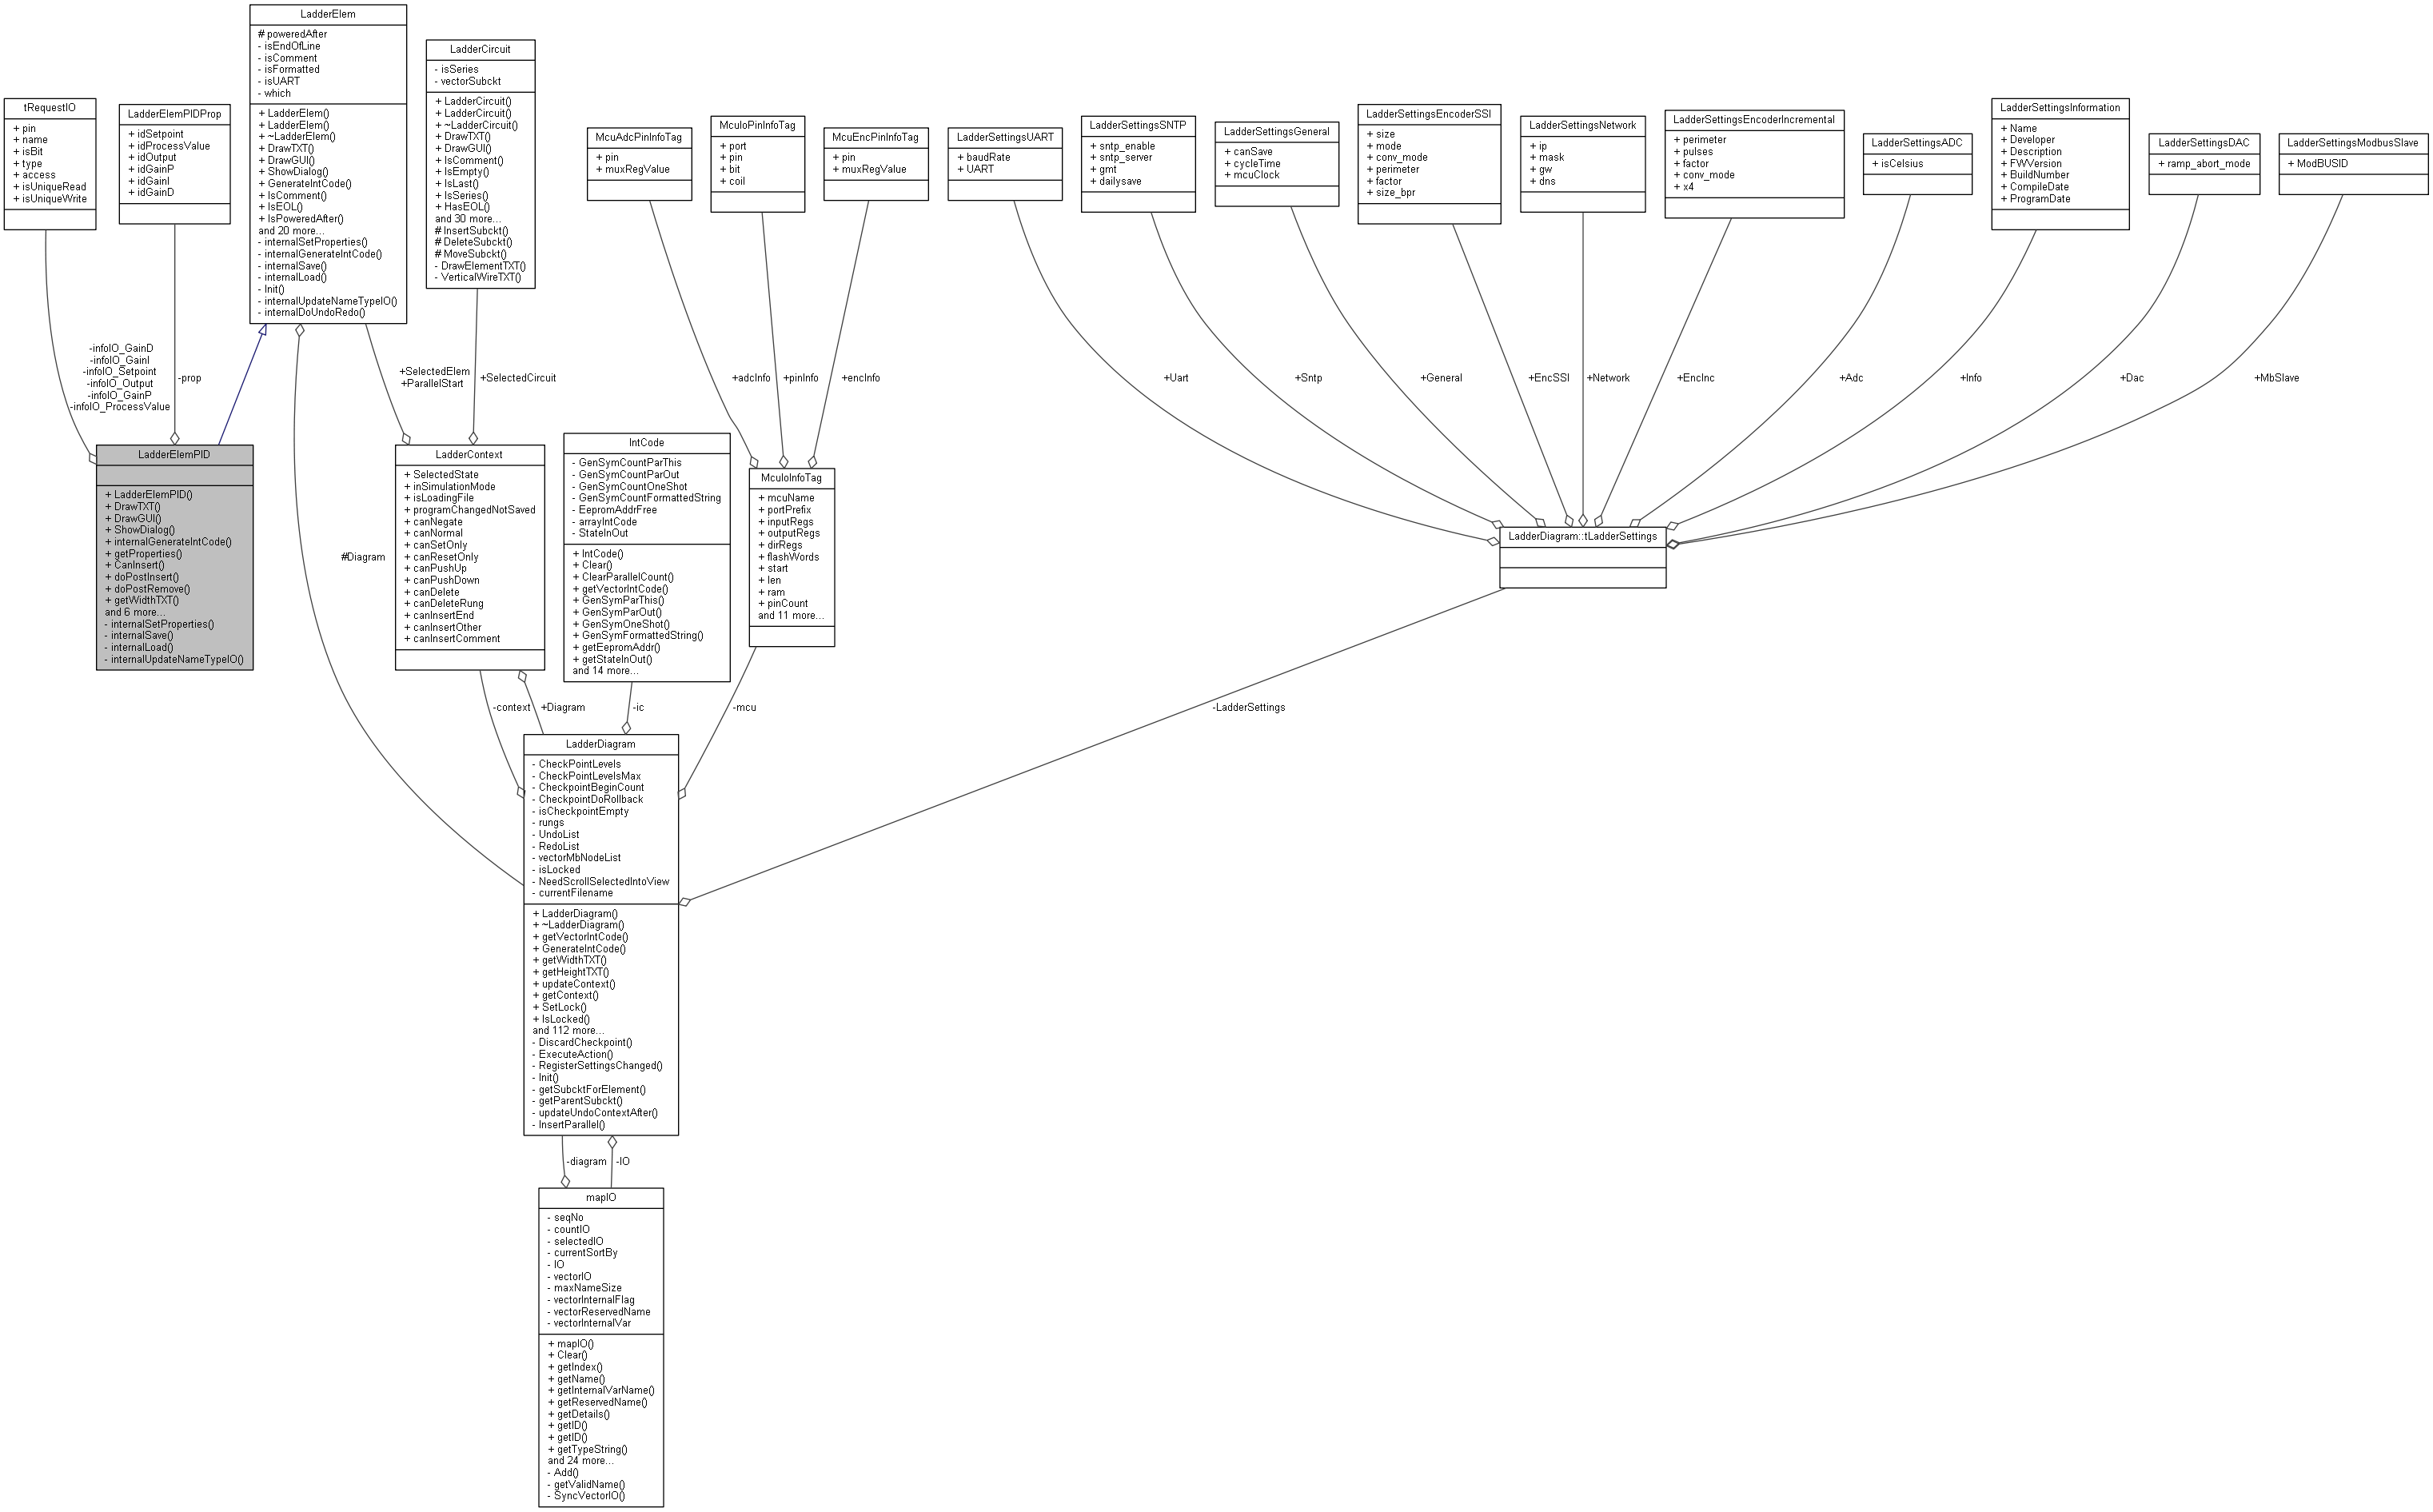 LadderElem
# poweredAfter
- isEndOfLine
- isComment
- isFormatted
- isUART
- which
+ LadderElem()
+ LadderElem()
+ ~LadderElem()
+ DrawTXT()
+ DrawGUI()
+ ShowDialog()
+ GenerateIntCode()
+ IsComment()
+ IsEOL()
+ IsPoweredAfter()
and 20 more...
- internalSetProperties()
- internalGenerateIntCode()
- internalSave()
- internalLoad()
- Init()
- internalUpdateNameTypeIO()
- internalDoUndoRedo()
LadderCircuit
- isSeries
- vectorSubckt
+ LadderCircuit()
+ LadderCircuit()
+ ~LadderCircuit()
+ DrawTXT()
+ DrawGUI()
+ IsComment()
+ IsEmpty()
+ IsLast()
+ IsSeries()
+ HasEOL()
and 30 more...
# InsertSubckt()
# DeleteSubckt()
# MoveSubckt()
- DrawElementTXT()
- VerticalWireTXT()
tRequestIO
+ pin
+ name
+ isBit
+ type
+ access
+ isUniqueRead
+ isUniqueWrite
LadderElemPIDProp
+ idSetpoint
+ idProcessValue
+ idOutput
+ idGainP
+ idGainI
+ idGainD
McuAdcPinInfoTag
+ pin
+ muxRegValue
McuIoPinInfoTag
+ port
+ pin
+ bit
+ coil
McuEncPinInfoTag
+ pin
+ muxRegValue
LadderSettingsUART
+ baudRate
+ UART
LadderSettingsSNTP
+ sntp_enable
+ sntp_server
+ gmt
+ dailysave
LadderSettingsGeneral
+ canSave
+ cycleTime
+ mcuClock
LadderSettingsEncoderSSI
+ size
+ mode
+ conv_mode
+ perimeter
+ factor
+ size_bpr
LadderSettingsNetwork
+ ip
+ mask
+ gw
+ dns
LadderSettingsEncoderIncremental
+ perimeter
+ pulses
+ factor
+ conv_mode
+ x4
LadderSettingsADC
+ isCelsius
LadderSettingsInformation
+ Name
+ Developer
+ Description
+ FWVersion
+ BuildNumber
+ CompileDate
+ ProgramDate
LadderSettingsDAC
+ ramp_abort_mode
LadderSettingsModbusSlave
+ ModBUSID
-infoIO_GainD
-infoIO_GainI
-infoIO_Setpoint
-infoIO_Output
-infoIO_GainP
-infoIO_ProcessValue
-prop
+SelectedElem
+ParallelStart
+SelectedCircuit
+adcInfo
+pinInfo
+encInfo
+Uart
+Sntp
+General
+EncSSI
+Network
+EncInc
+Adc
+Info
+Dac
+MbSlave
LadderElemPID
+ LadderElemPID()
+ DrawTXT()
+ DrawGUI()
+ ShowDialog()
+ internalGenerateIntCode()
+ getProperties()
+ CanInsert()
+ doPostInsert()
+ doPostRemove()
+ getWidthTXT()
and 6 more...
- internalSetProperties()
- internalSave()
- internalLoad()
- internalUpdateNameTypeIO()
#Diagram
LadderContext
+ SelectedState
+ inSimulationMode
+ isLoadingFile
+ programChangedNotSaved
+ canNegate
+ canNormal
+ canSetOnly
+ canResetOnly
+ canPushUp
+ canPushDown
+ canDelete
+ canDeleteRung
+ canInsertEnd
+ canInsertOther
+ canInsertComment
IntCode
- GenSymCountParThis
- GenSymCountParOut
- GenSymCountOneShot
- GenSymCountFormattedString
- EepromAddrFree
- arrayIntCode
- StateInOut
+ IntCode()
+ Clear()
+ ClearParallelCount()
+ getVectorIntCode()
+ GenSymParThis()
+ GenSymParOut()
+ GenSymOneShot()
+ GenSymFormattedString()
+ getEepromAddr()
+ getStateInOut()
and 14 more...
McuIoInfoTag
+ mcuName
+ portPrefix
+ inputRegs
+ outputRegs
+ dirRegs
+ flashWords
+ start
+ len
+ ram
+ pinCount
and 11 more...
LadderDiagram::tLadderSettings
-context
+Diagram
-ic
-mcu
-LadderSettings
LadderDiagram
- CheckPointLevels
- CheckPointLevelsMax
- CheckpointBeginCount
- CheckpointDoRollback
- isCheckpointEmpty
- rungs
- UndoList
- RedoList
- vectorMbNodeList
- isLocked
- NeedScrollSelectedIntoView
- currentFilename
+ LadderDiagram()
+ ~LadderDiagram()
+ getVectorIntCode()
+ GenerateIntCode()
+ getWidthTXT()
+ getHeightTXT()
+ updateContext()
+ getContext()
+ SetLock()
+ IsLocked()
and 112 more...
- DiscardCheckpoint()
- ExecuteAction()
- RegisterSettingsChanged()
- Init()
- getSubcktForElement()
- getParentSubckt()
- updateUndoContextAfter()
- InsertParallel()
-diagram
-IO
mapIO
- seqNo
- countIO
- selectedIO
- currentSortBy
- IO
- vectorIO
- maxNameSize
- vectorInternalFlag
- vectorReservedName
- vectorInternalVar
+ mapIO()
+ Clear()
+ getIndex()
+ getName()
+ getInternalVarName()
+ getReservedName()
+ getDetails()
+ getID()
+ getID()
+ getTypeString()
and 24 more...
- Add()
- getValidName()
- SyncVectorIO()